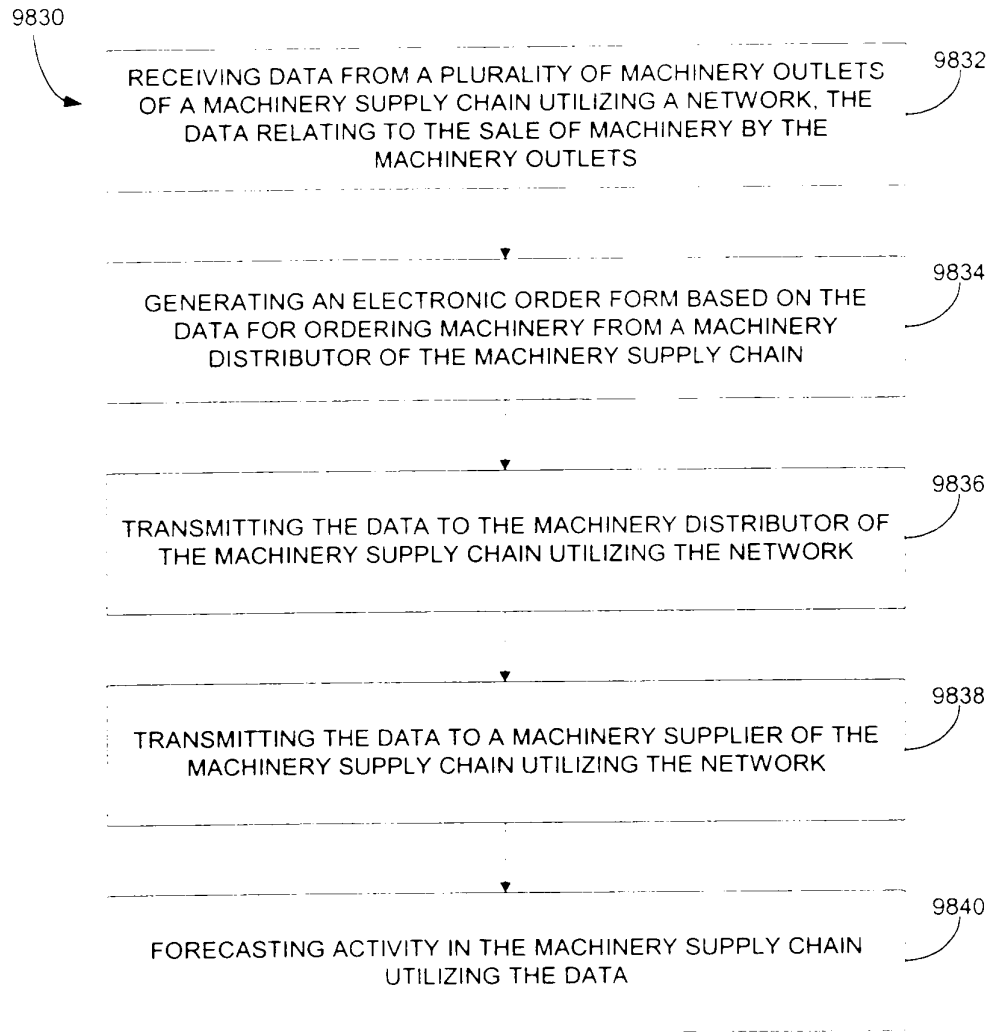 9830
9832
RECEIVING DATA FROM A PLURALITY OF MACHINERY OUTLETS
OF A MACHINERY SUPPLY CHAIN UTILIZING A NETWORK, THE
DATA RELATING TO THE SALE OF MACHINERY BY THE
MACHINERY OUTLETS
9834
GENERATING AN ELECTRONIC ORDER FORM BASED ON THE
DATA FOR ORDERING MACHINERY FROM A MACHINERY
DISTRIBUTOR OF THE MACHINERY SUPPLY CHAIN
9836
TRANSMITTING THE DATA TO THE MACHINERY DISTRIBUTOR OF
THE MACHINERY SUPPLY CHAIN UTILIZING THE NETWORK
9838
TRANSMITTING THE DATA TO A MACHINERY SUPPLIER OF THE
MACHINERY SUPPLY CHAIN UTILIZING THE NETWORK
9840
FORECASTING ACTIVITY IN THE MACHINERY SUPPLY CHAIN
UTILIZING THE DATA